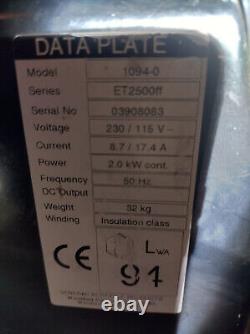 DATA PLATE
Model 1094-0
Series ET2500ff
Serial No 03908083
Voltage 230 / 115 V~
Current 8.7 / 17.4 A
Power 2.0 kw cont.
Frequency 50 Hz
DC Output
Weight 32 kg
Winding Insulation class
CE LWA
91